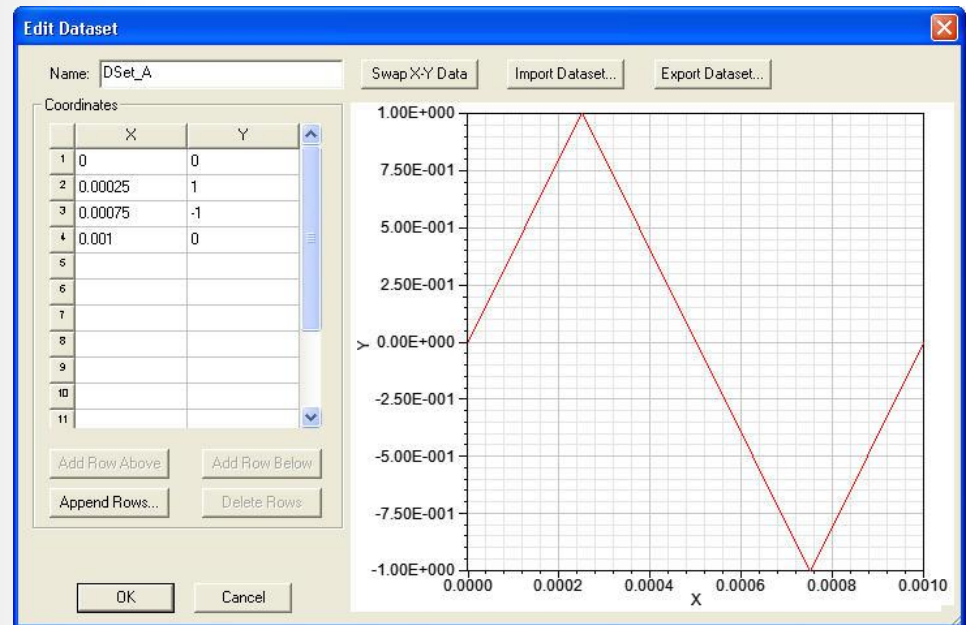 Edit Dataset
Name: DSet_A
Swap X-Y Data
Import Dataset...
Export Dataset...
Coordinates
X Y
1 0 0
2 0.00025 1
3 0.00075 -1
4 0.001 0
5
6
7
8
9
10
11
Add Row Above
Add Row Below
Append Rows...
Delete Rows
OK
Cancel
1.00E+000
7.50E-001
5.00E-001
2.50E-001
0.00E+000
-2.50E-001
-5.00E-001
-7.50E-001
-1.00E+000
Y
0.0000 0.0002 0.0004 0.0006 0.0008 0.0010
X